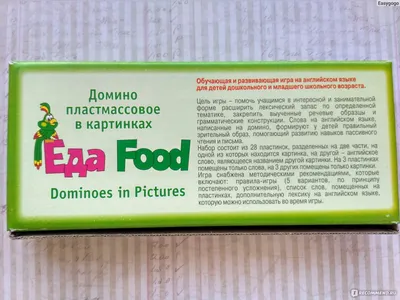 Easygogo
Домино
пластмассовое
в картинках
Еда Food
Dominoes in Pictures
Обучающая и развивающая игра на английском языке
для детей дошкольного и младшего школьного возраста.
Цель игры – помочь учащимся в интересной и занимательной
форме расширить лексический запас по определенной
тематике, закрепить выученные речевые образцы и
грамматические конструкции. Слова на английском языке,
написанные на домино, формируют у детей правильный
зрительный образ, помогающий развитию навыков пассивного
чтения и письма.
Набор состоит из 28 пластинок, разделенных на две части, на
одной из которых находится картинка, на другой – английское
слово, являющееся названием другой картинки. На 3 пластинках
помещены только слова, на 3 других помещены только картинки.
Игра снабжена методическими рекомендациями, которые
включают: правила-игры (5 вариантов, по принципу
постепенного усложнения), список слов, помещенных на
пластинках, дополнительную лексику на английском языке,
которую можно использовать во время игры.
IRECOMMEND.RU